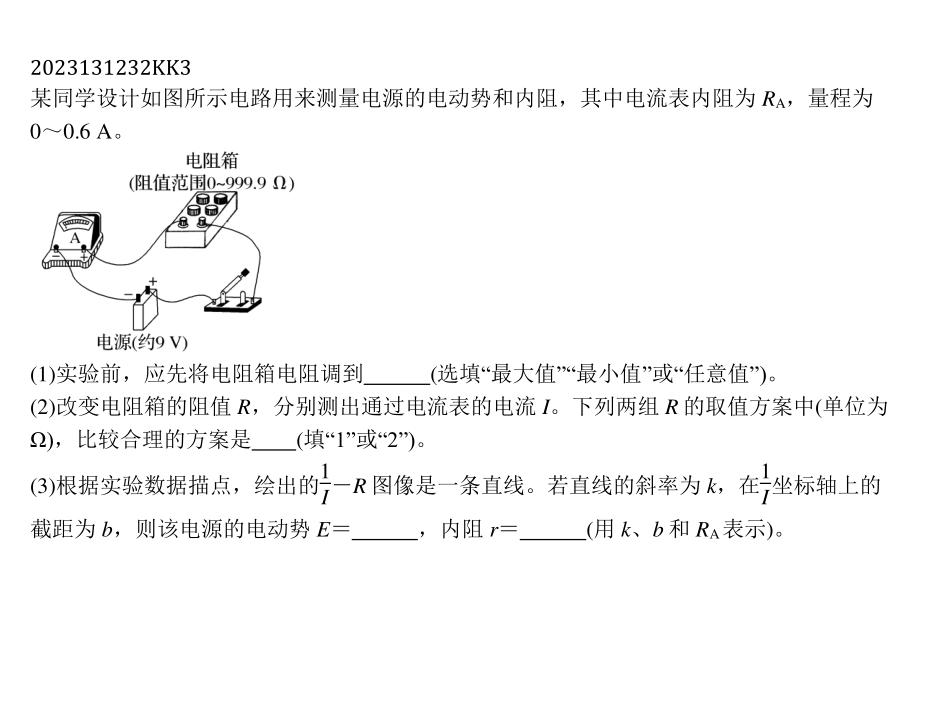 2023131232KK3
某同学设计如图所示电路用来测量电源的电动势和内阻，其中电流表内阻为 RA，量程为
0～0.6 A。
电阻箱
(阻值范围0~999.9 Ω)
A
－ ＋
－ ＋
电源(约9 V)
(1)实验前，应先将电阻箱电阻调到______(选填“最大值”“最小值”或“任意值”)。
(2)改变电阻箱的阻值 R，分别测出通过电流表的电流 I。下列两组 R 的取值方案中(单位为
Ω)，比较合理的方案是____(填“1”或“2”)。
(3)根据实验数据描点，绘出的1/I－R 图像是一条直线。若直线的斜率为 k，在1/I坐标轴上的
截距为 b，则该电源的电动势 E＝______，内阻 r＝______(用 k、b 和 RA 表示)。